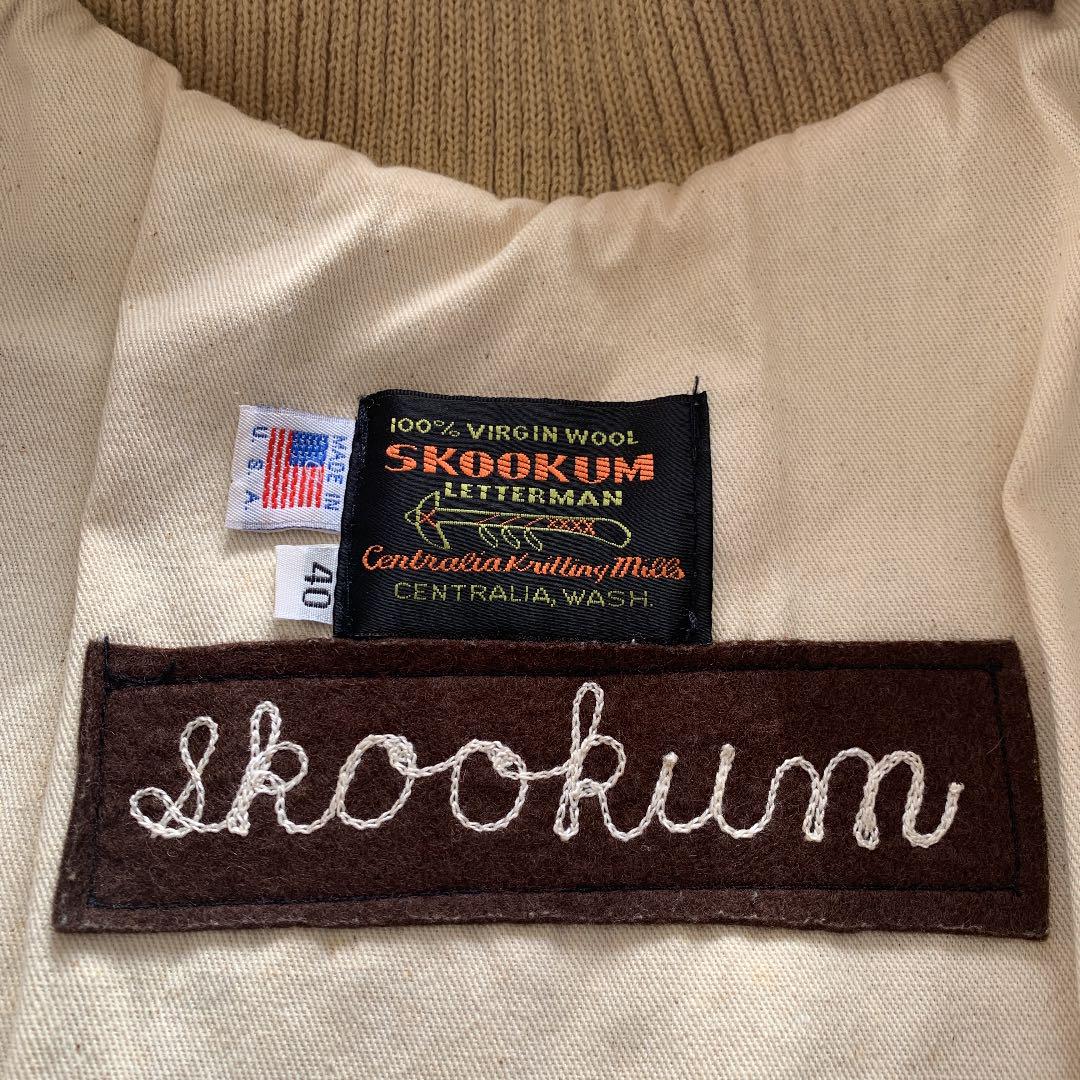 100% VIRGIN WOOL
SKOOKUM
LETTERMAN
Centralia Knitting Mills
CENTRALIA, WASH.
MADE IN
U.S.A.
40
skookum